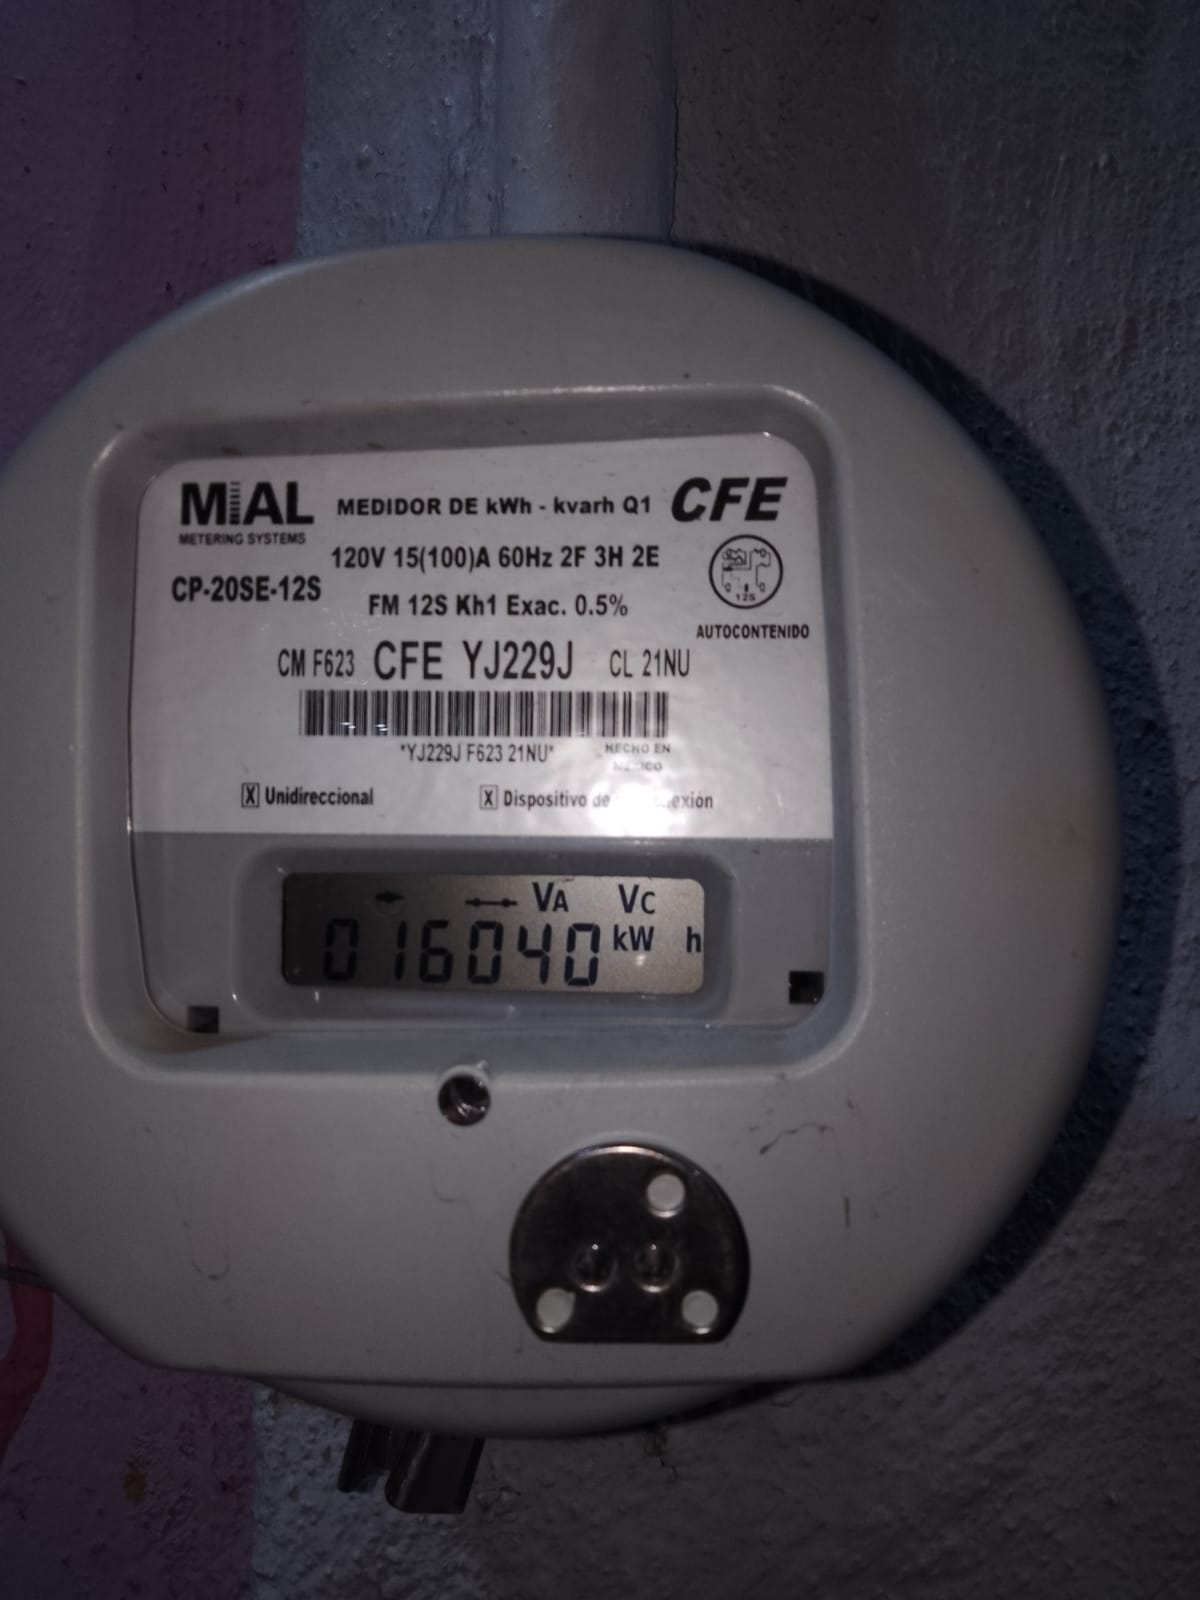 MIAL
METERING SYSTEMS
MEDIDOR DE kWh - kvarh Q1
CFE
120V 15(100)A 60Hz 2F 3H 2E
CP-20SE-12S
FM 12S Kh1 Exac. 0.5%
12S
AUTOCONTENIDO
CM F623 CFE YJ229J CL 21NU
*YJ229J F623 21NU*
HECHO EN
MÉXICO
X Unidireccional
X Dispositivo de
VA VC
016040 kW h